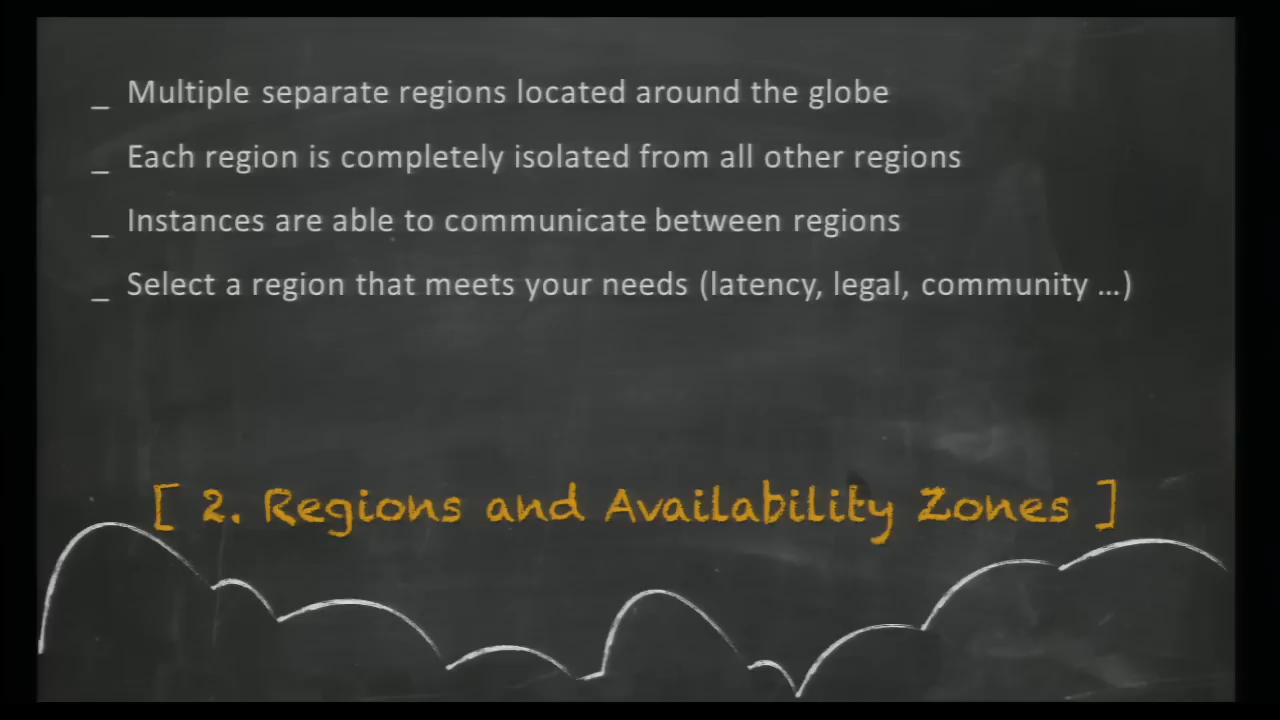 _ Multiple separate regions located around the globe
_ Each region is completely isolated from all other regions
_ Instances are able to communicate between regions
_ Select a region that meets your needs (latency, legal, community ...)
[ 2. Regions and Availability Zones ]